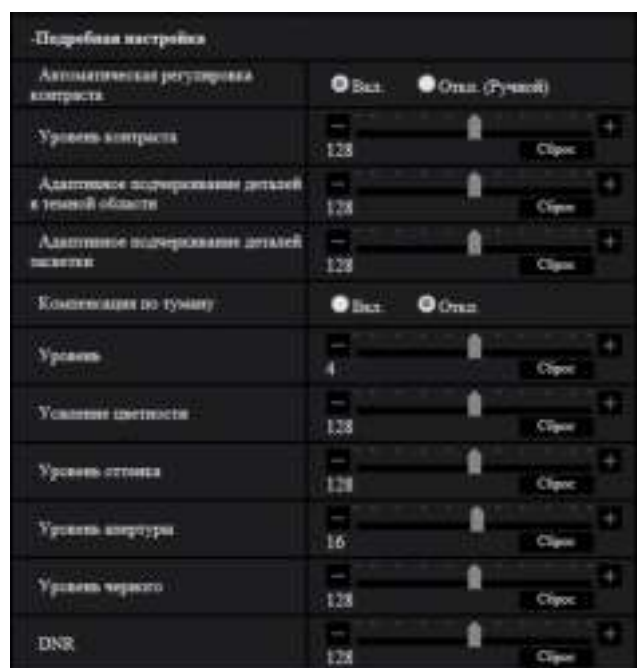 -Подробная настройка
Автоматическая регулировка
контраста
Вкл. Откл. (Ручной)
Уровень контраста
128 Сброс
Адаптивное подчеркивание деталей
в темной области
128 Сброс
Адаптивное подчеркивание деталей
засветки
128 Сброс
Компенсация по туману
Вкл. Откл.
Уровень
4 Сброс
Усиление цветности
128 Сброс
Уровень оттенка
128 Сброс
Уровень апертуры
16 Сброс
Уровень черного
128 Сброс
DNR
128 Сброс